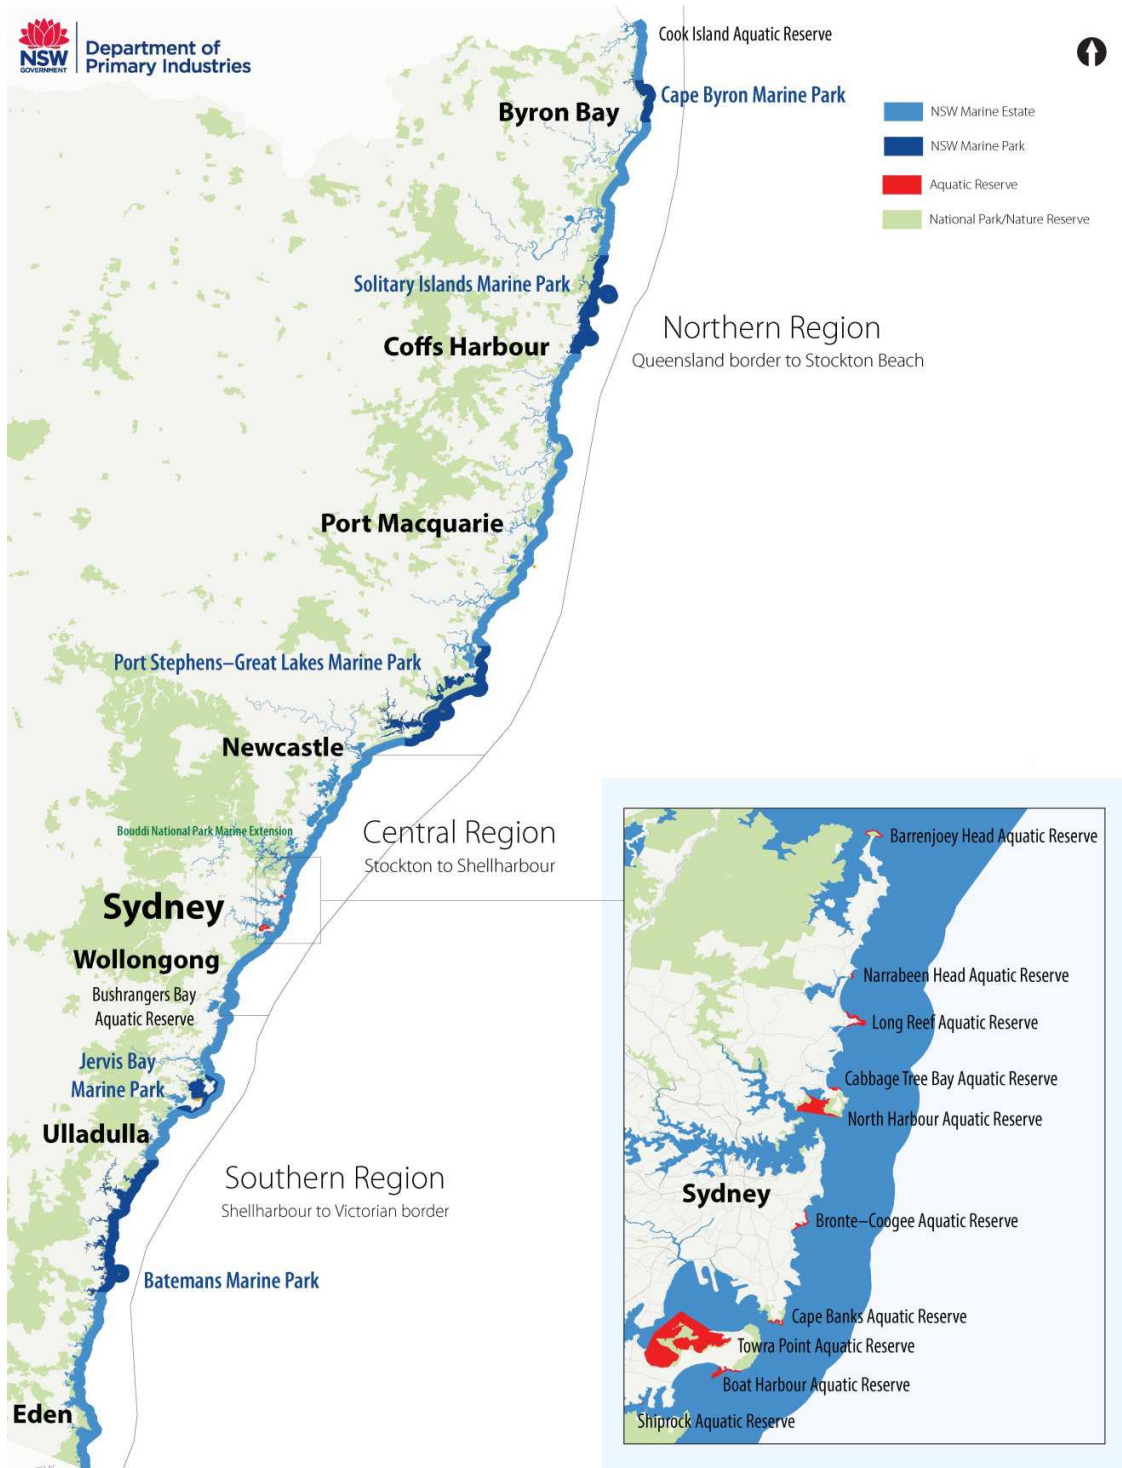 NSW
GOVERNMENT
Department of
Primary Industries
Cook Island Aquatic Reserve
Cape Byron Marine Park
Byron Bay
NSW Marine Estate
NSW Marine Park
Aquatic Reserve
National Park/Nature Reserve
Solitary Islands Marine Park
Coffs Harbour
Northern Region
Queensland border to Stockton Beach
Port Macquarie
Port Stephens–Great Lakes Marine Park
Newcastle
Bouddi National Park Marine Extension
Central Region
Stockton to Shellharbour
Sydney
Wollongong
Bushrangers Bay
Aquatic Reserve
Jervis Bay
Marine Park
Ulladulla
Southern Region
Shellharbour to Victorian border
Batemans Marine Park
Eden
Barrenjoey Head Aquatic Reserve
Narrabeen Head Aquatic Reserve
Long Reef Aquatic Reserve
Cabbage Tree Bay Aquatic Reserve
North Harbour Aquatic Reserve
Sydney
Bronte–Coogee Aquatic Reserve
Cape Banks Aquatic Reserve
Towra Point Aquatic Reserve
Boat Harbour Aquatic Reserve
Shiprock Aquatic Reserve